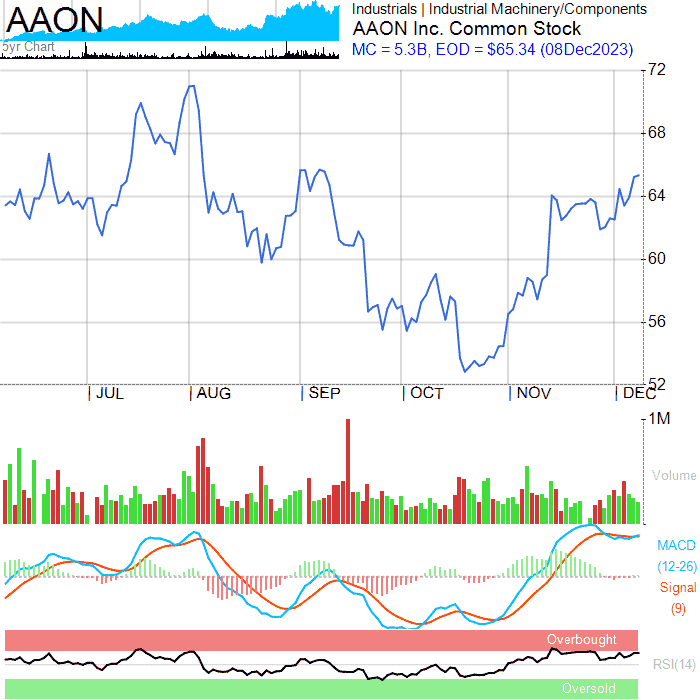 AAON
5yr Chart
Industrials | Industrial Machinery/Components
AAON Inc. Common Stock
MC = 5.3B, EOD = $65.34 (08Dec2023)
72
68
64
60
56
52
JUL AUG SEP OCT NOV DEC
1M
Volume
MACD
(12-26)
Signal
(9)
Overbought
RSI(14)
Oversold